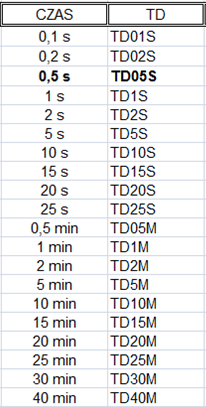 CZAS TD
0,1 s TD01S
0,2 s TD02S
0,5 s TD05S
1 s TD1S
2 s TD2S
5 s TD5S
10 s TD10S
15 s TD15S
20 s TD20S
25 s TD25S
0,5 min TD05M
1 min TD1M
2 min TD2M
5 min TD5M
10 min TD10M
15 min TD15M
20 min TD20M
25 min TD25M
30 min TD30M
40 min TD40M